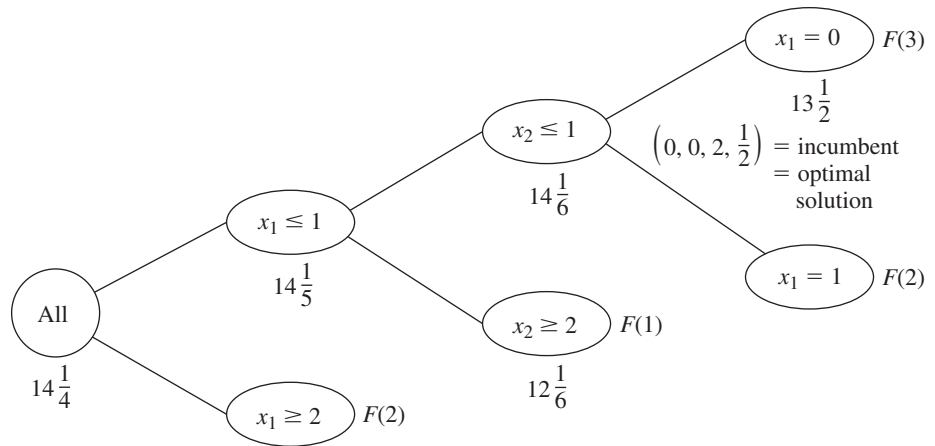 x₁ = 0 F(3)
13 1/2
x₂ ≤ 1
14 1/6
(0, 0, 2, 1/2) = incumbent
= optimal
solution
x₁ ≤ 1
14 1/5
x₁ = 1 F(2)
All
14 1/4
x₂ ≥ 2 F(1)
12 1/6
x₁ ≥ 2 F(2)